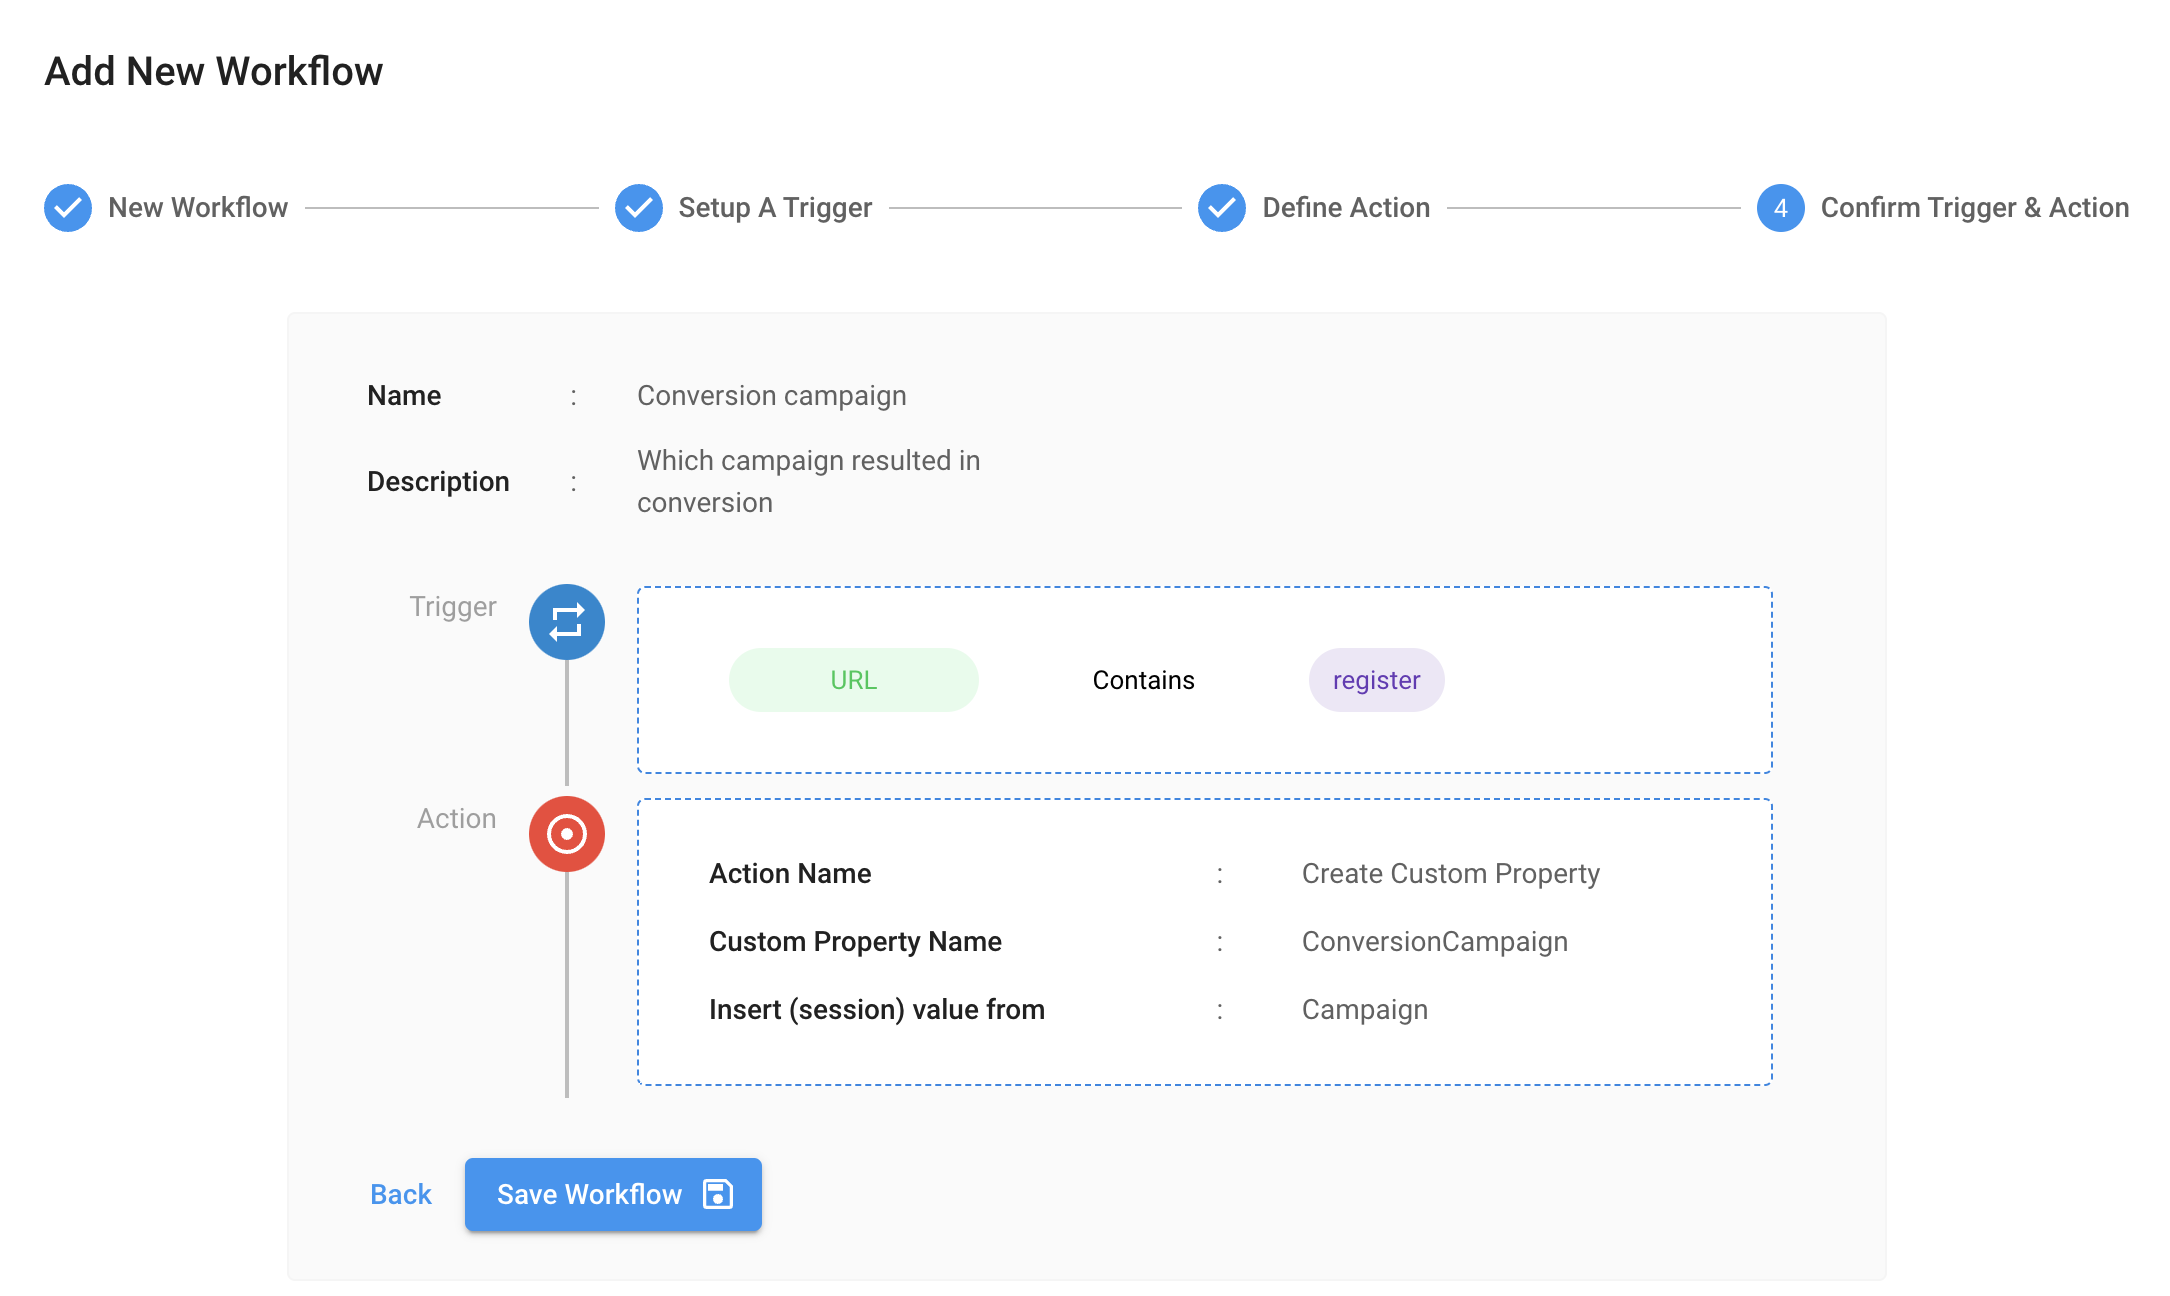 Add New Workflow
New Workflow
Setup A Trigger
Define Action
4 Confirm Trigger & Action
Name : Conversion campaign
Description : Which campaign resulted in
conversion
Trigger
URL Contains register
Action
Action Name : Create Custom Property
Custom Property Name : ConversionCampaign
Insert (session) value from : Campaign
Back Save Workflow